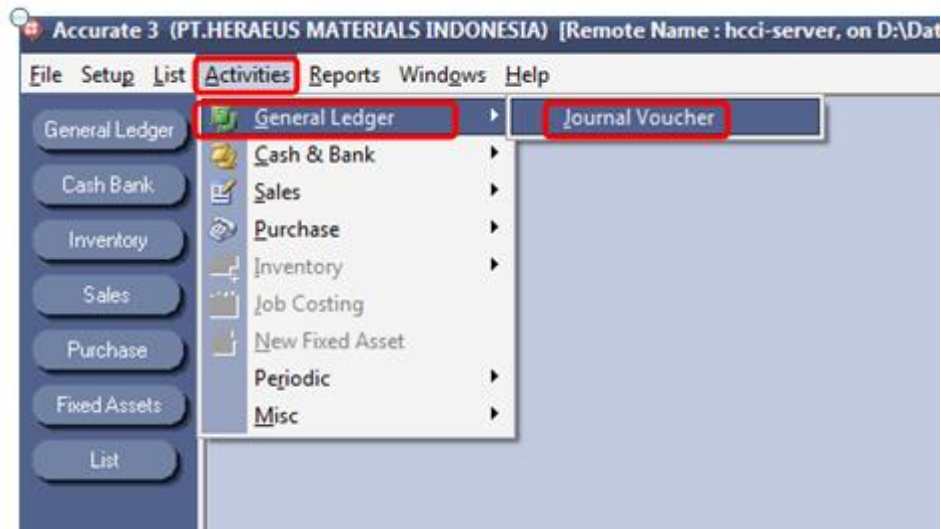 Accurate 3 (PT.HERAEUS MATERIALS INDONESIA) [Remote Name : hcci-server, on D:\Dat
File Setup List Activities Reports Windows Help
General Ledger
Cash Bank
Inventory
Sales
Purchase
Fixed Assets
List
General Ledger
Cash & Bank
Sales
Purchase
Inventory
Job Costing
New Fixed Asset
Periodic
Misc
Journal Voucher